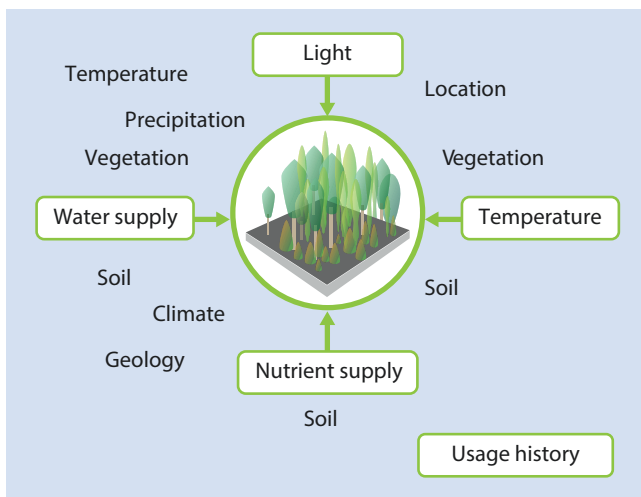 Light
Temperature
Location
Precipitation
Vegetation
Vegetation
Water supply
Temperature
Soil
Soil
Climate
Geology
Nutrient supply
Soil
Usage history